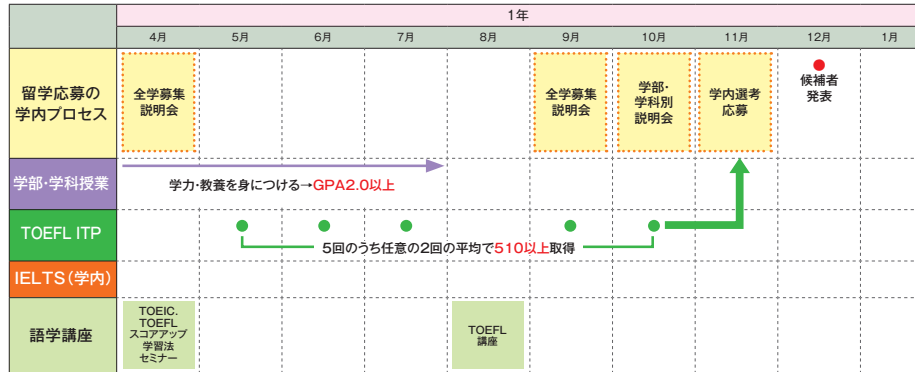 1年
4月
5月
6月
7月
8月
9月
10月
11月
12月
1月
留学応募の
学内プロセス
全学募集
説明会
全学募集
説明会
学部・
学科別
説明会
学内選考
応募
候補者
発表
学部・学科授業
学力・教養を身につける→GPA2.0以上
TOEFL ITP
5回のうち任意の2回の平均で510以上取得
IELTS（学内）
語学講座
TOEIC.
TOEFL
スコアアップ
学習法
セミナー
TOEFL
講座